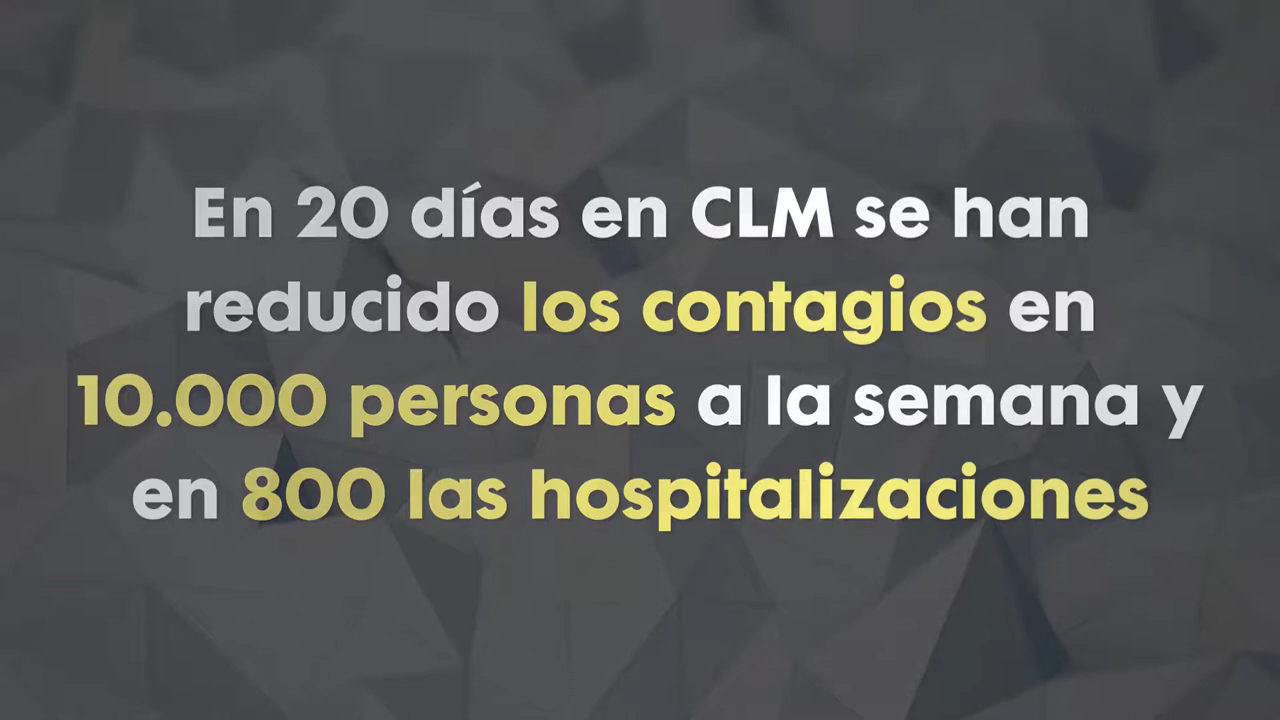 En 20 días en CLM se han
reducido los contagios en
10.000 personas a la semana y
en 800 las hospitalizaciones